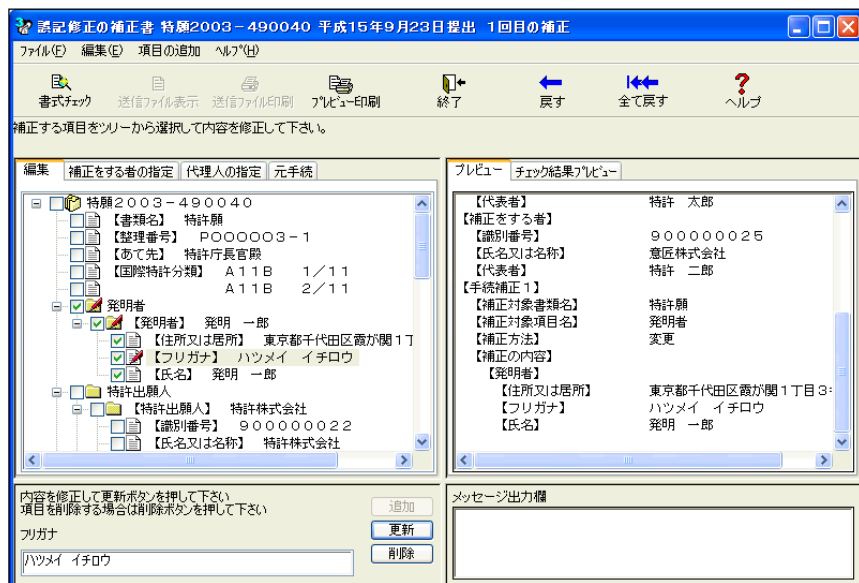 誤記修正の補正書 特願2003－490040 平成15年9月23日提出 1回目の補正
ファイル(F) 編集(E) 項目の追加 ヘルプ(H)
書式チェック 送信ファイル表示 送信ファイル印刷 プレビュー印刷 終了 戻す 全て戻す ヘルプ
補正する項目をツリーから選択して内容を修正して下さい。
編集 補正をする者の指定 代理人の指定 元手続
特願２００３－４９００４０
【書類名】 特許願
【整理番号】 Ｐ００００００３－１
【あて先】 特許庁長官殿
【国際特許分類】 Ａ１１Ｂ １／１１
Ａ１１Ｂ ２／１１
発明者
【発明者】 発明 一郎
【住所又は居所】 東京都千代田区霞が関１丁
【フリガナ】 ハツメイ イチロウ
【氏名】 発明 一郎
特許出願人
【特許出願人】 特許株式会社
【識別番号】 ９０００００００２２
【氏名又は名称】 特許株式会社
プレビュー チェック結果プレビュー
【代表者】 特許 太郎
【補正をする者】
【識別番号】 ９０００００００２５
【氏名又は名称】 意匠株式会社
【代表者】 特許 二郎
【手続補正１】
【補正対象書類名】 特許願
【補正対象項目名】 発明者
【補正方法】 変更
【補正の内容】
【発明者】
【住所又は居所】 東京都千代田区霞が関１丁目３
【フリガナ】 ハツメイ イチロウ
【氏名】 発明 一郎
内容を修正して更新ボタンを押して下さい
項目を削除する場合は削除ボタンを押して下さい
追加
更新
削除
フリガナ
ハツメイ イチロウ
メッセージ出力欄